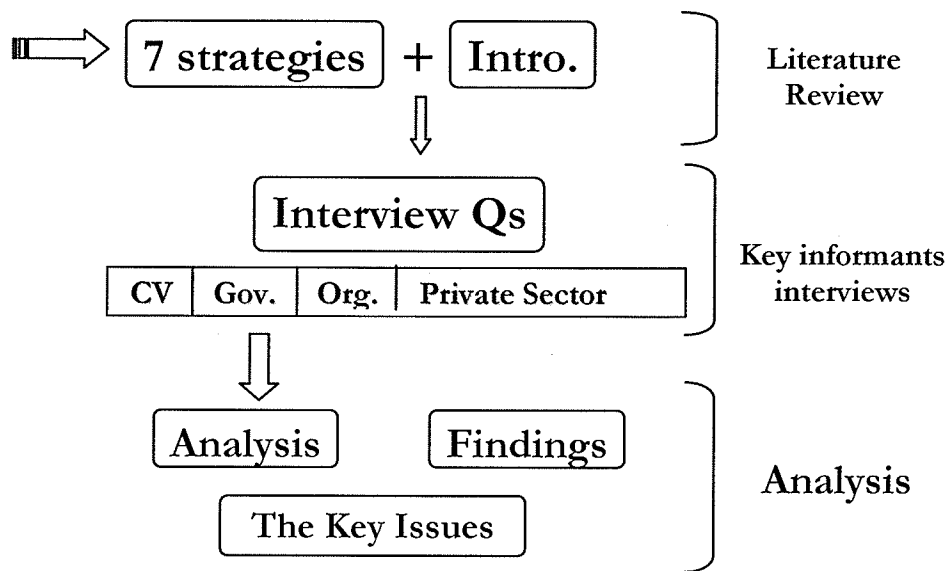 7 strategies + Intro.
Literature
Review
Interview Qs
CV Gov. Org. Private Sector
Key informants
interviews
Analysis Findings
The Key Issues
Analysis